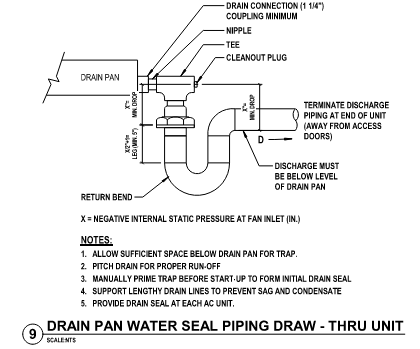 DRAIN CONNECTION (1 1/4")
COUPLING MINIMUM
NIPPLE
TEE
CLEANOUT PLUG
DRAIN PAN
X"=
MIN. DROP
X"=
MIN. DROP
TERMINATE DISCHARGE
PIPING AT END OF UNIT
(AWAY FROM ACCESS
DOORS)
D
LEG (MIN. 5")
DISCHARGE MUST
BE BELOW LEVEL
OF DRAIN PAN
RETURN BEND
X = NEGATIVE INTERNAL STATIC PRESSURE AT FAN INLET (IN.)
NOTES:
1. ALLOW SUFFICIENT SPACE BELOW DRAIN PAN FOR TRAP.
2. PITCH DRAIN FOR PROPER RUN-OFF
3. MANUALLY PRIME TRAP BEFORE START-UP TO FORM INITIAL DRAIN SEAL
4. SUPPORT LENGTHY DRAIN LINES TO PREVENT SAG AND CONDENSATE
5. PROVIDE DRAIN SEAL AT EACH AC UNIT.
9 DRAIN PAN WATER SEAL PIPING DRAW - THRU UNIT
SCALE:NTS